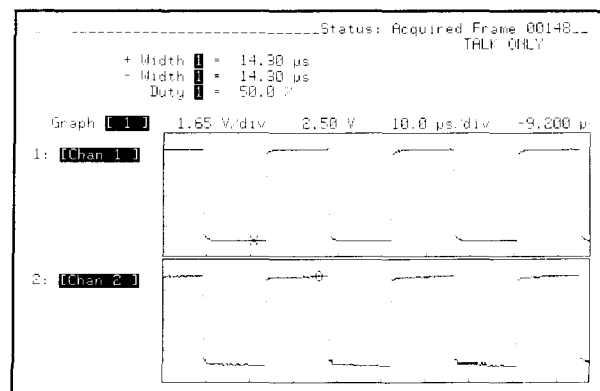 Status: Acquired Frame 00148
TALK ONLY
+ Width 1 = 14.30 µs
- Width 1 = 14.30 µs
Duty 1 = 50.0 %
Graph [ 1 ] 1.65 V/div 2.50 V 10.0 µs/div -9.200 µ
1: [Chan 1 ]
2: [Chan 2 ]